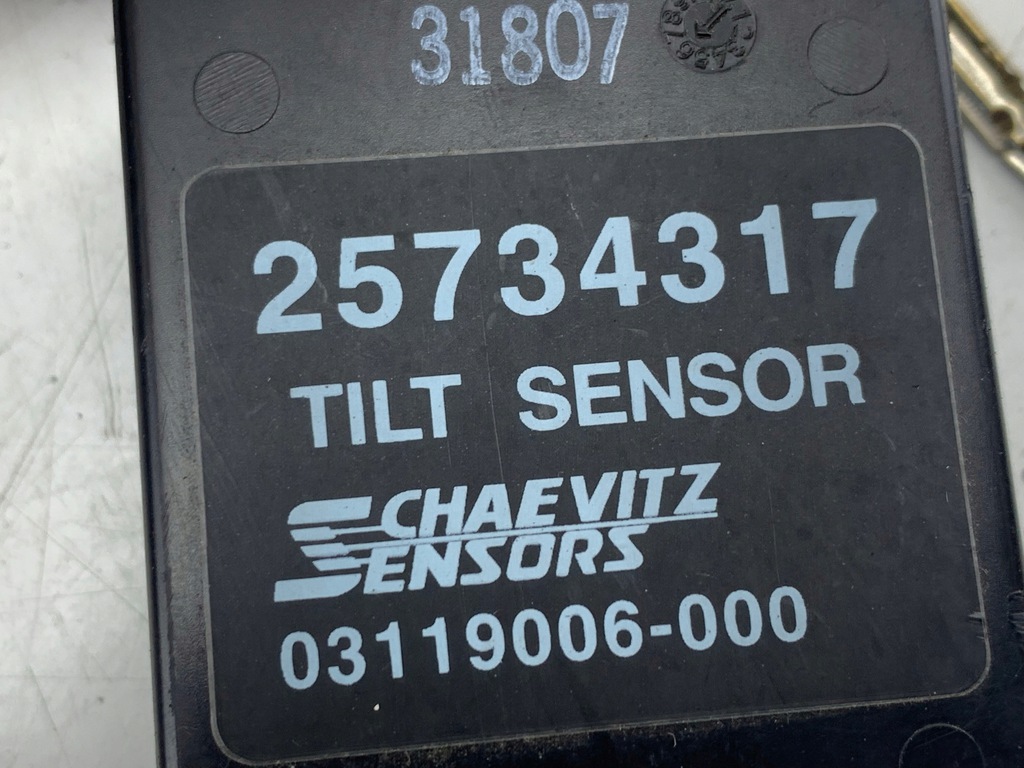 31807
25734317
TILT SENSOR
SCHAEVITZ
SENSORS
03119006-000